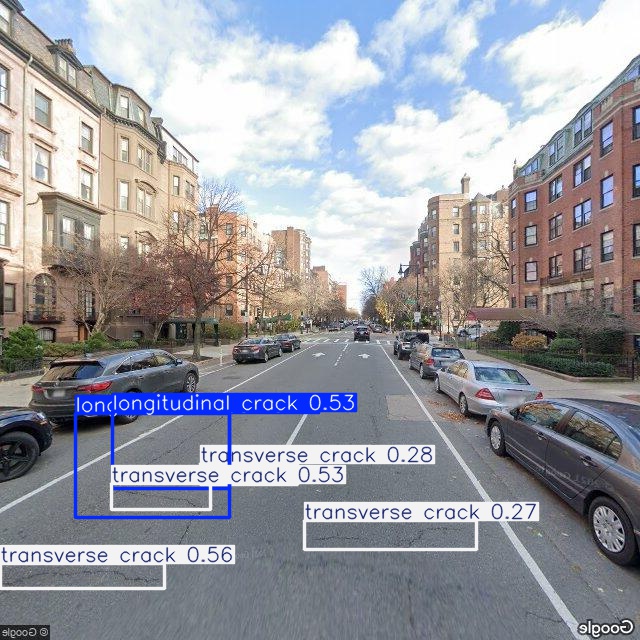 long
longitudinal crack 0.53
transverse crack 0.28
transverse crack 0.53
transverse crack 0.27
transverse crack 0.56
Google
© Google